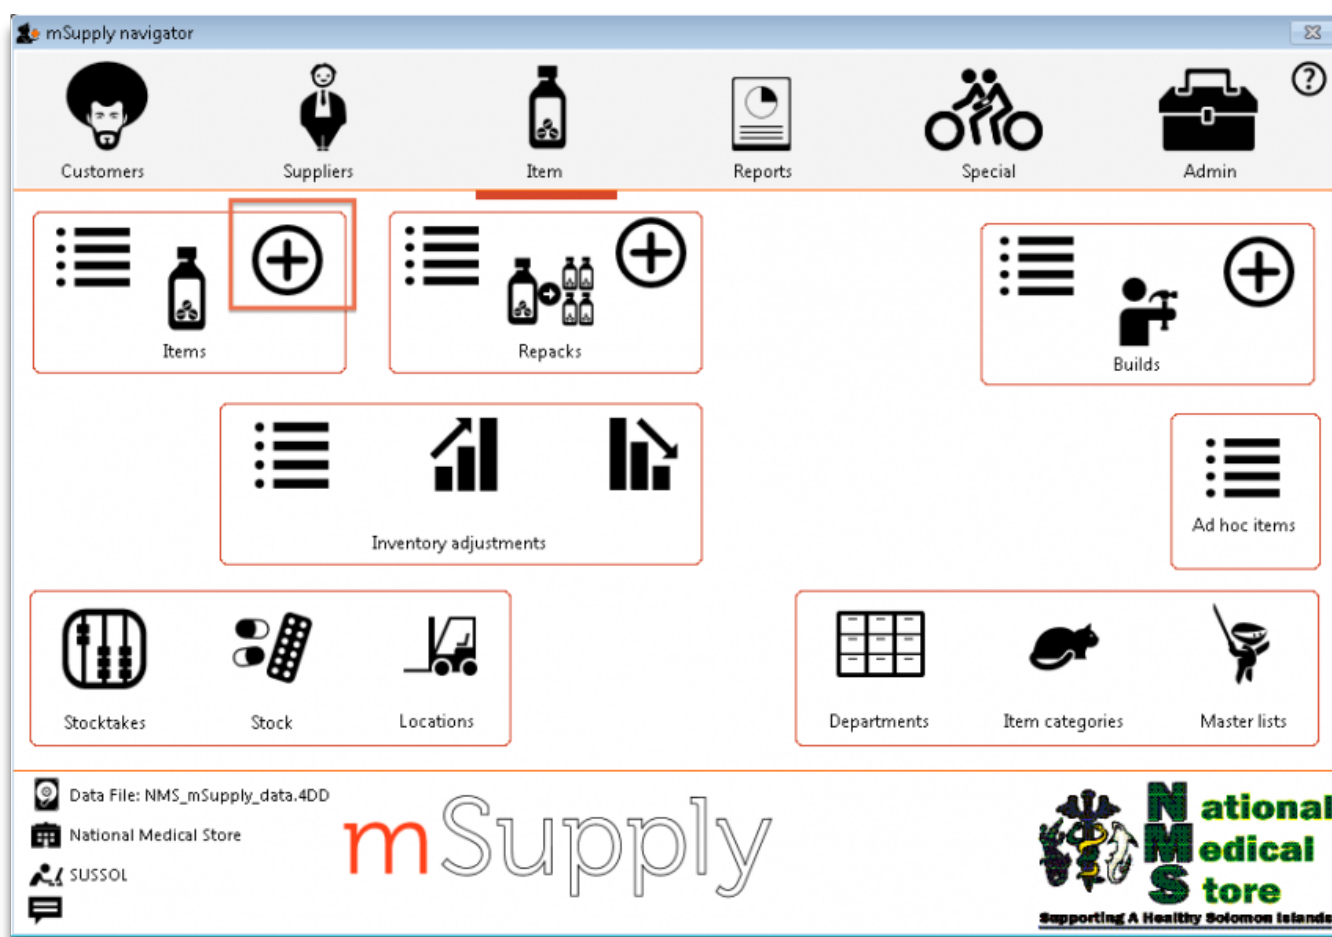 mSupply navigator
Customers
Suppliers
Item
Reports
Special
Admin
?
Items
Repacks
Builds
Inventory adjustments
Ad hoc items
Stocktakes
Stock
Locations
Departments
Item categories
Master lists
Data File: NMS_mSupply_data.4DD
National Medical Store
SUSSOL
mSupply
National
Medical
Store
Supporting A Healthy Solomon Islands